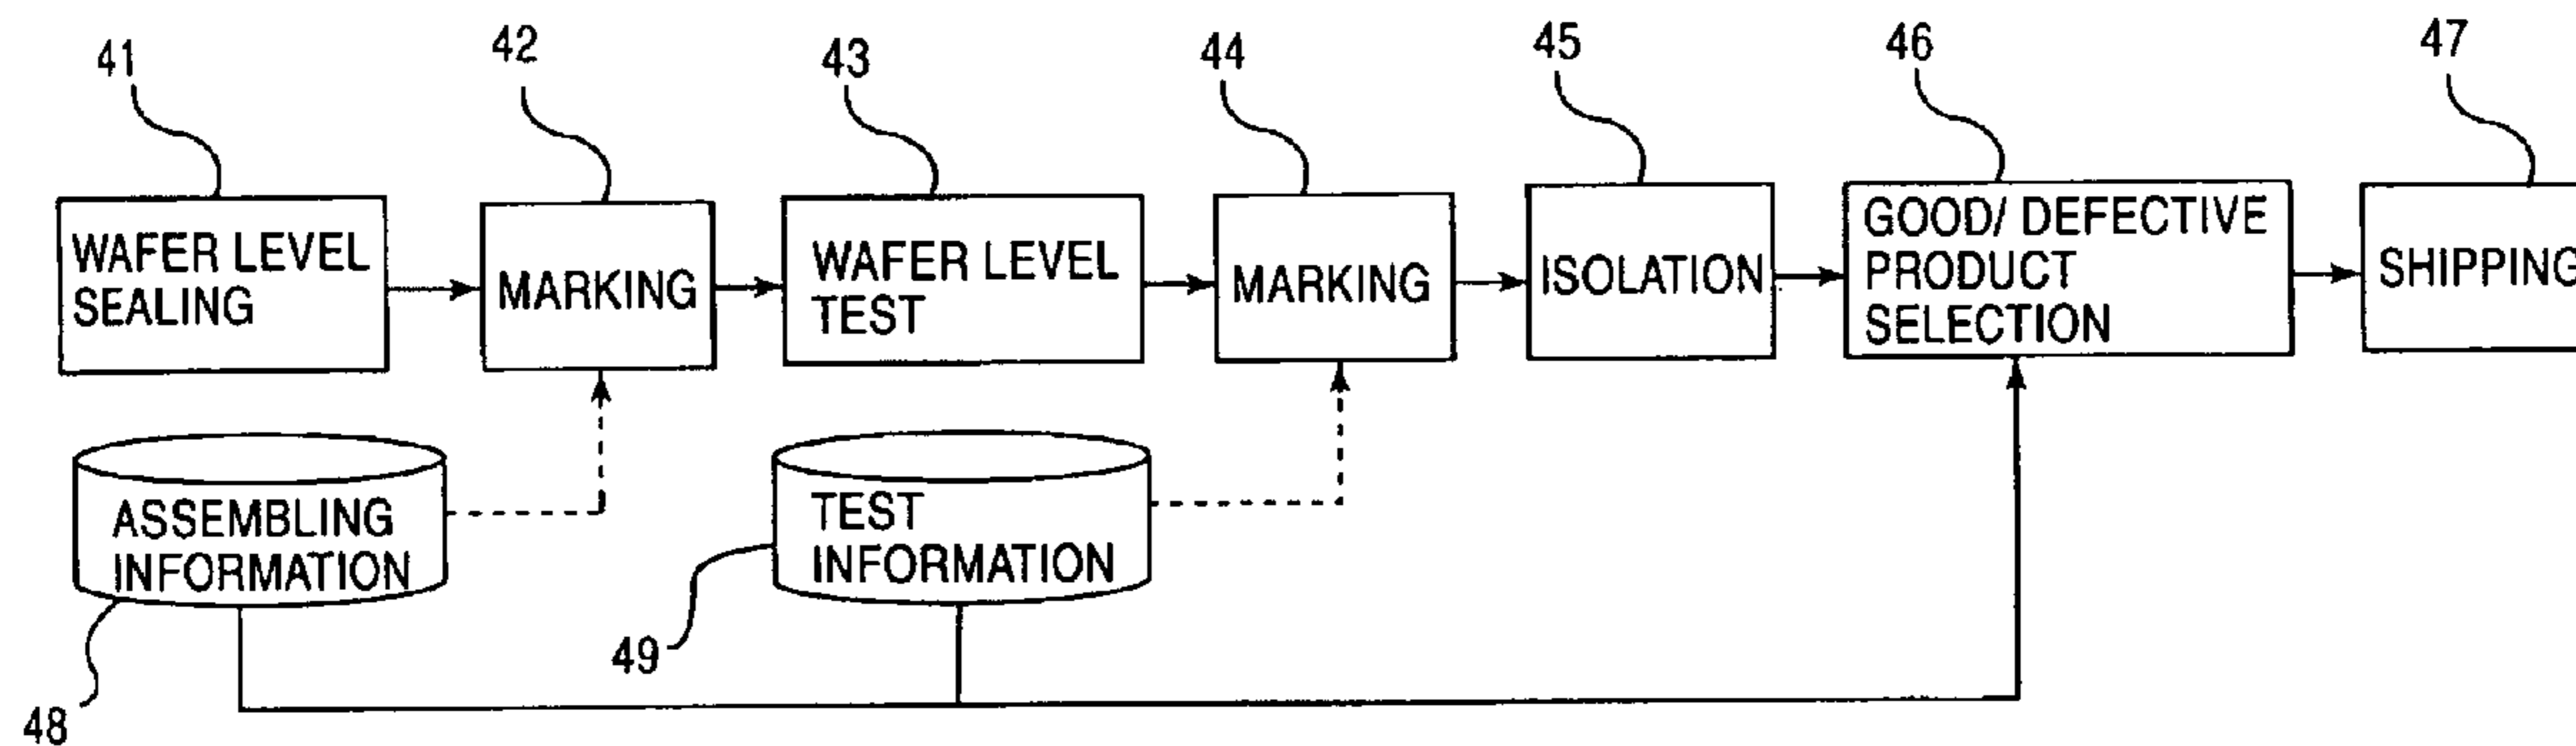 41
42
43
44
45
46
47
WAFER LEVEL
SEALING
MARKING
WAFER LEVEL
TEST
MARKING
ISOLATION
GOOD/ DEFECTIVE
PRODUCT
SELECTION
SHIPPING
ASSEMBLING
INFORMATION
TEST
INFORMATION
48
49